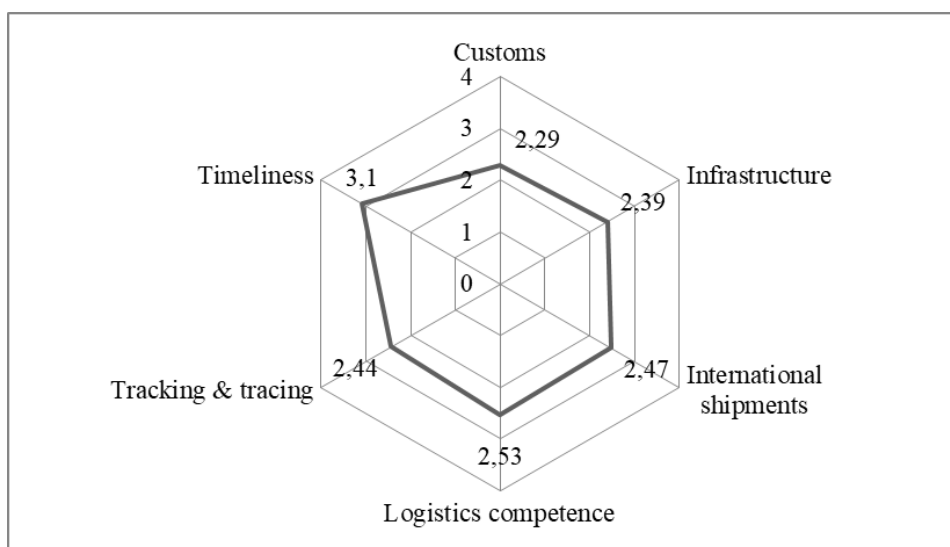 Customs
4
3
2,29
Timeliness
3,1
Infrastructure
2
2,39
1
0
Tracking & tracing
2,44
2,47
International
shipments
2,53
Logistics competence